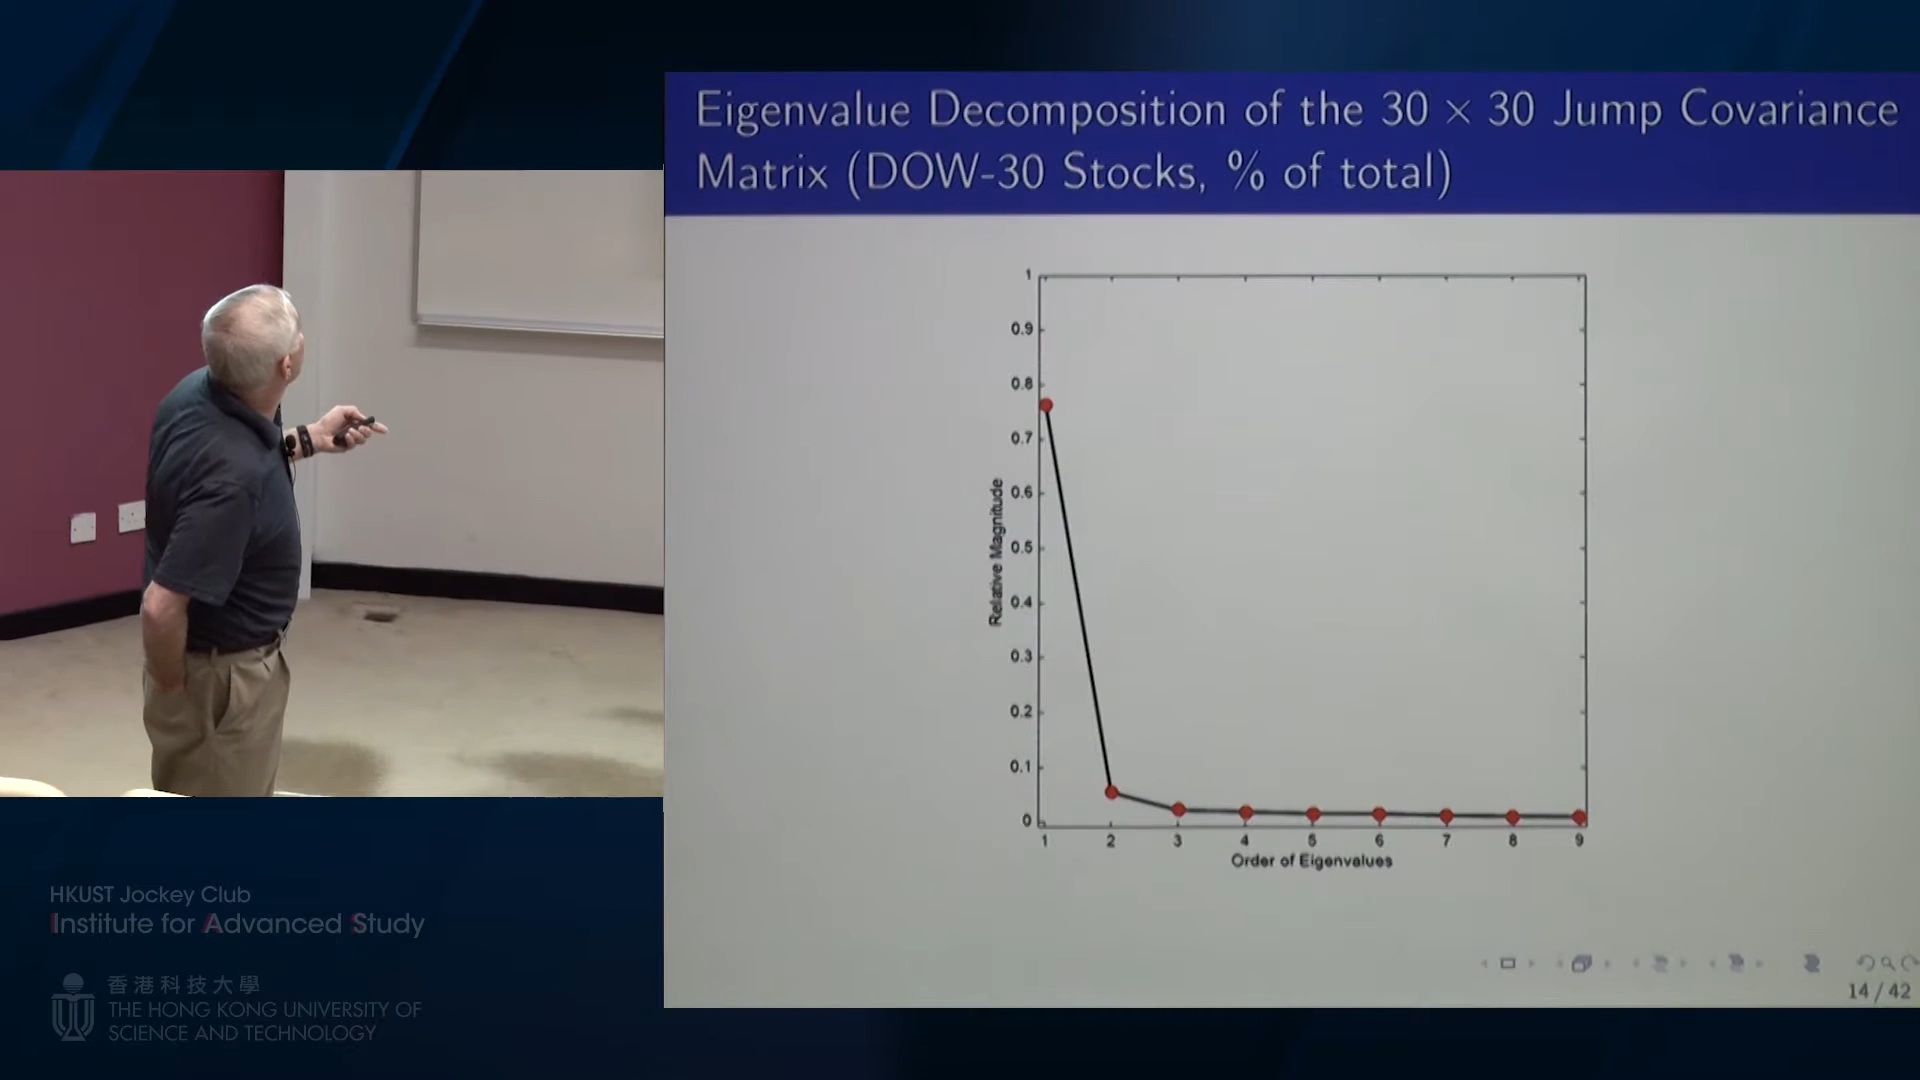 Eigenvalue Decomposition of the 30 × 30 Jump Covariance
Matrix (DOW-30 Stocks, % of total)
1
0.9
0.8
0.7
0.6
0.5
0.4
0.3
0.2
0.1
0
Relative Magnitude
1 2 3 4 5 6 7 8 9
Order of Eigenvalues
14 / 42
HKUST Jockey Club
Institute for Advanced Study
香港科技大學
THE HONG KONG UNIVERSITY OF
SCIENCE AND TECHNOLOGY